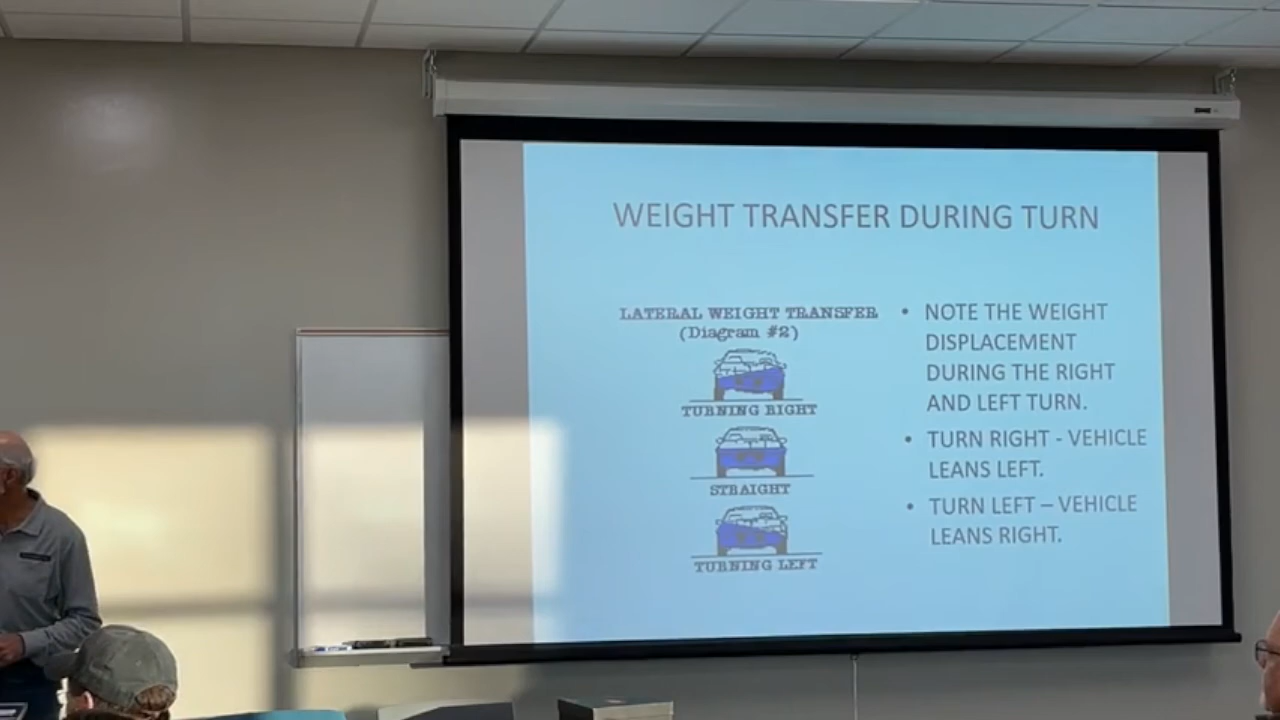 WEIGHT TRANSFER DURING TURN
LATERAL WEIGHT TRANSFER
(Diagram #2)
TURNING RIGHT
STRAIGHT
TURNING LEFT
• NOTE THE WEIGHT
DISPLACEMENT
DURING THE RIGHT
AND LEFT TURN.
• TURN RIGHT - VEHICLE
LEANS LEFT.
• TURN LEFT – VEHICLE
LEANS RIGHT.